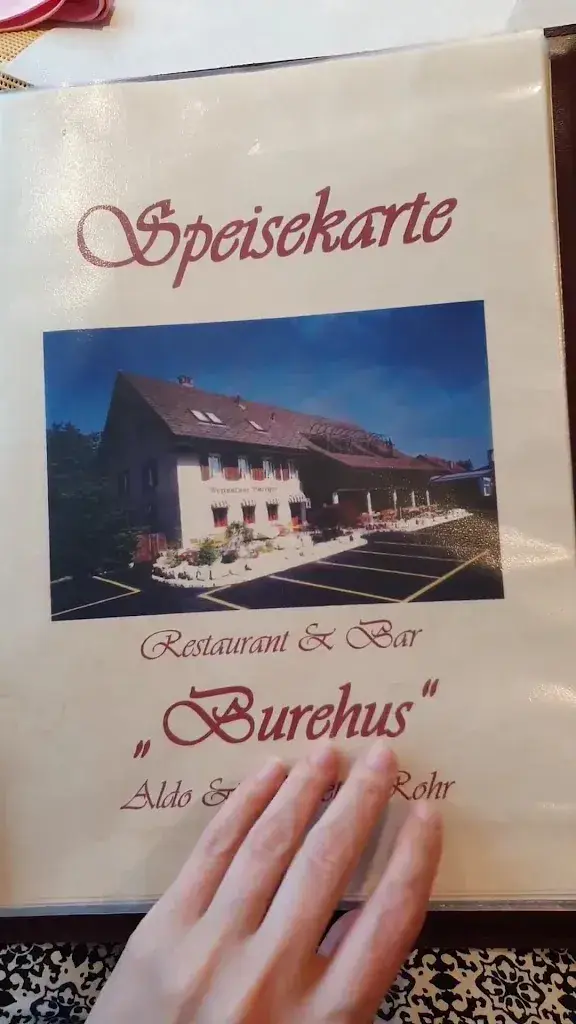 Speisekarte
Restaurant & Bar
„Burehus“
Aldo & Rohr